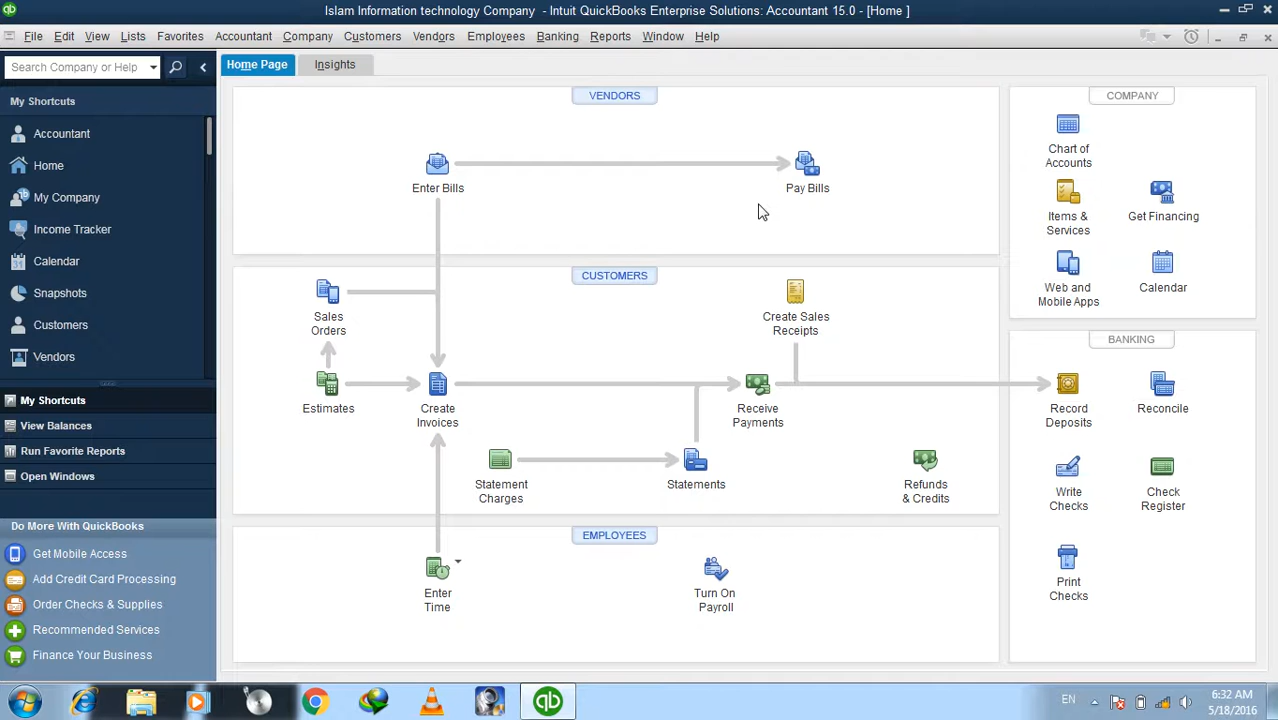 Islam Information technology Company - Intuit QuickBooks Enterprise Solutions: Accountant 15.0 - [Home ]
File Edit View Lists Favorites Accountant Company Customers Vendors Employees Banking Reports Window Help
Search Company or Help
Home Page Insights
My Shortcuts
Accountant
Home
My Company
Income Tracker
Calendar
Snapshots
Customers
Vendors
My Shortcuts
View Balances
Run Favorite Reports
Open Windows
Do More With QuickBooks
Get Mobile Access
Add Credit Card Processing
Order Checks & Supplies
Recommended Services
Finance Your Business
VENDORS
Enter Bills
Pay Bills
CUSTOMERS
Sales
Orders
Create Sales
Receipts
Estimates
Create
Invoices
Receive
Payments
Statement
Charges
Statements
Refunds
& Credits
EMPLOYEES
Enter
Time
Turn On
Payroll
COMPANY
Chart of
Accounts
Items &
Services
Get Financing
Web and
Mobile Apps
Calendar
BANKING
Record
Deposits
Reconcile
Write
Checks
Check
Register
Print
Checks
qb
EN
6:32 AM
5/18/2016